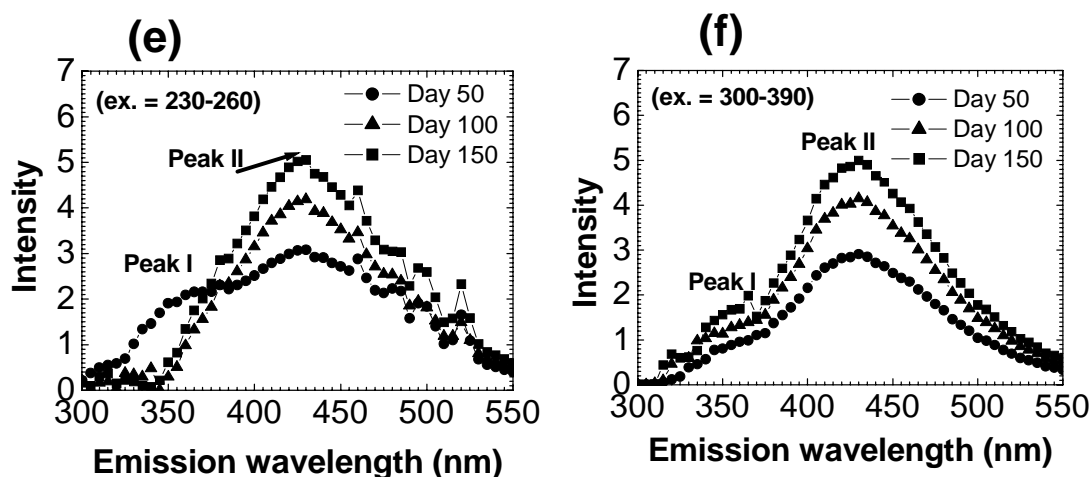 (e)
7
6
5
4
3
2
1
0
Intensity
(ex. = 230-260)
Day 50
Day 100
Day 150
Peak II
Peak I
300 350 400 450 500 550
Emission wavelength (nm)
(f)
7
6
5
4
3
2
1
0
Intensity
(ex. = 300-390)
Day 50
Day 100
Day 150
Peak II
Peak I
300 350 400 450 500 550
Emission wavelength (nm)